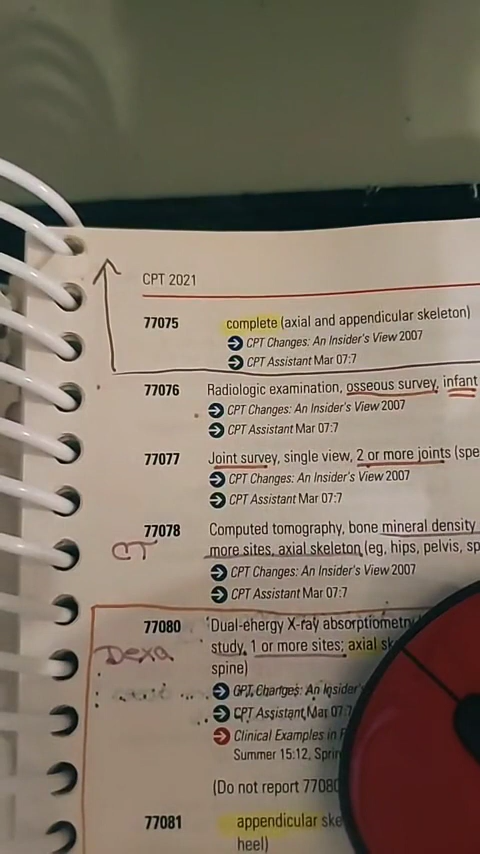 CPT 2021
77075 complete (axial and appendicular skeleton)
CPT Changes: An Insider's View 2007
CPT Assistant Mar 07:7
77076 Radiologic examination, osseous survey, infant
CPT Changes: An Insider's View 2007
CPT Assistant Mar 07:7
77077 Joint survey, single view, 2 or more joints (spe
CPT Changes: An Insider's View 2007
CPT Assistant Mar 07:7
77078 Computed tomography, bone mineral density
CT more sites, axial skeleton (eg, hips, pelvis, sp
CPT Changes: An Insider's View 2007
CPT Assistant Mar 07:7
77080 Dual-energy X-ray absorptiometry
Dexa study, 1 or more sites; axial sk
spine)
CPT Changes: An Insider'
CPT Assistant Mar 07:7
Clinical Examples in
Summer 15:12, Sprin
(Do not report 77080
77081 appendicular ske
heel)